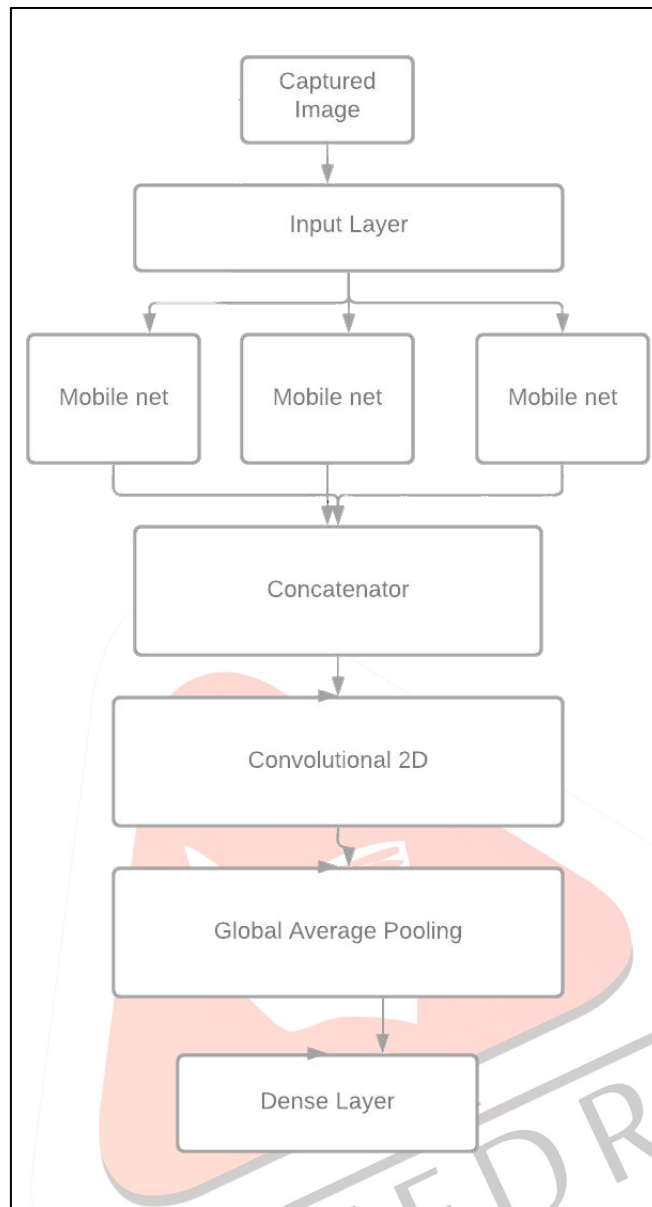 Captured
Image
Input Layer
Mobile net
Mobile net
Mobile net
Concatenator
Convolutional 2D
Global Average Pooling
Dense Layer